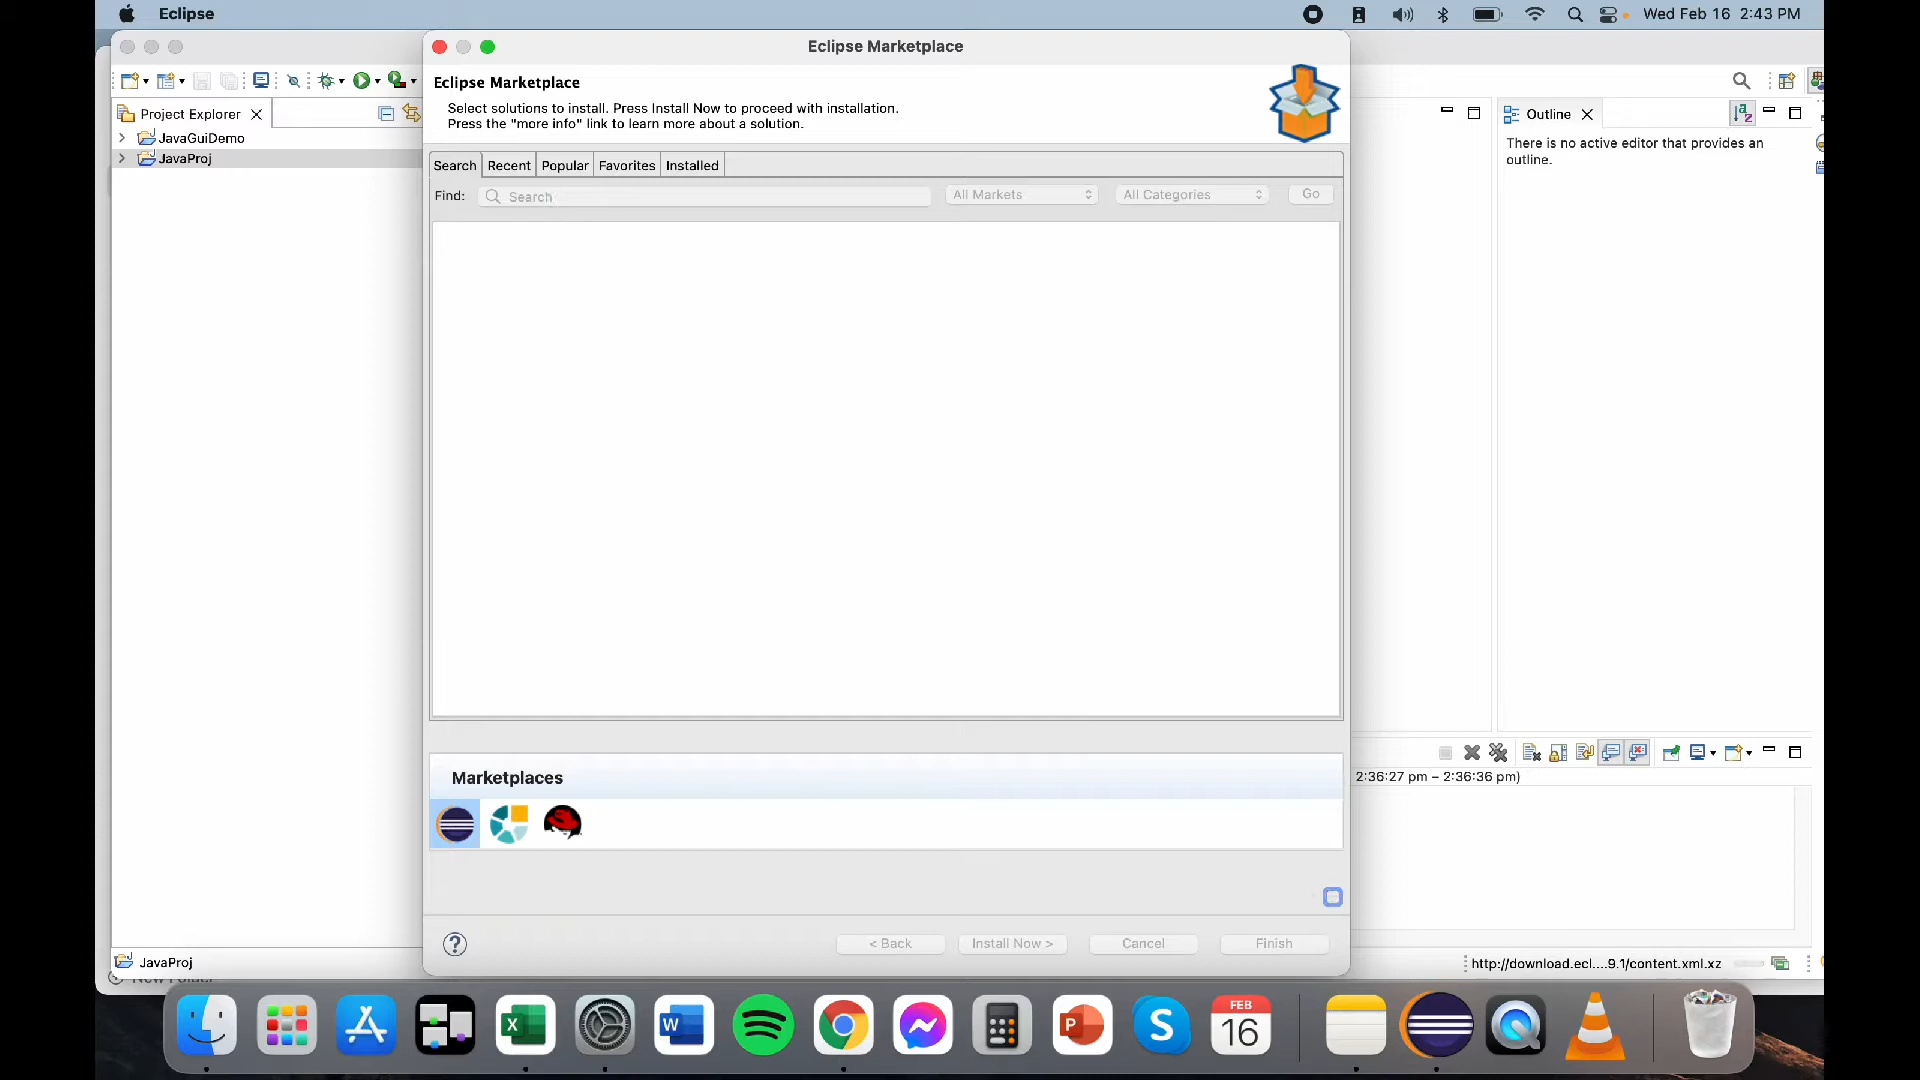 Eclipse
Wed Feb 16 2:43 PM
Eclipse Marketplace
Eclipse Marketplace
Select solutions to install. Press Install Now to proceed with installation.
Press the "more info" link to learn more about a solution.
Project Explorer
JavaGuiDemo
JavaProj
Search
Recent
Popular
Favorites
Installed
Find:
Search
All Markets
All Categories
Go
Outline
There is no active editor that provides an
outline.
Marketplaces
2:36:27 pm – 2:36:36 pm)
< Back
Install Now >
Cancel
Finish
JavaProj
http://download.ecl....9.1/content.xml.xz
New Folder
FEB
16